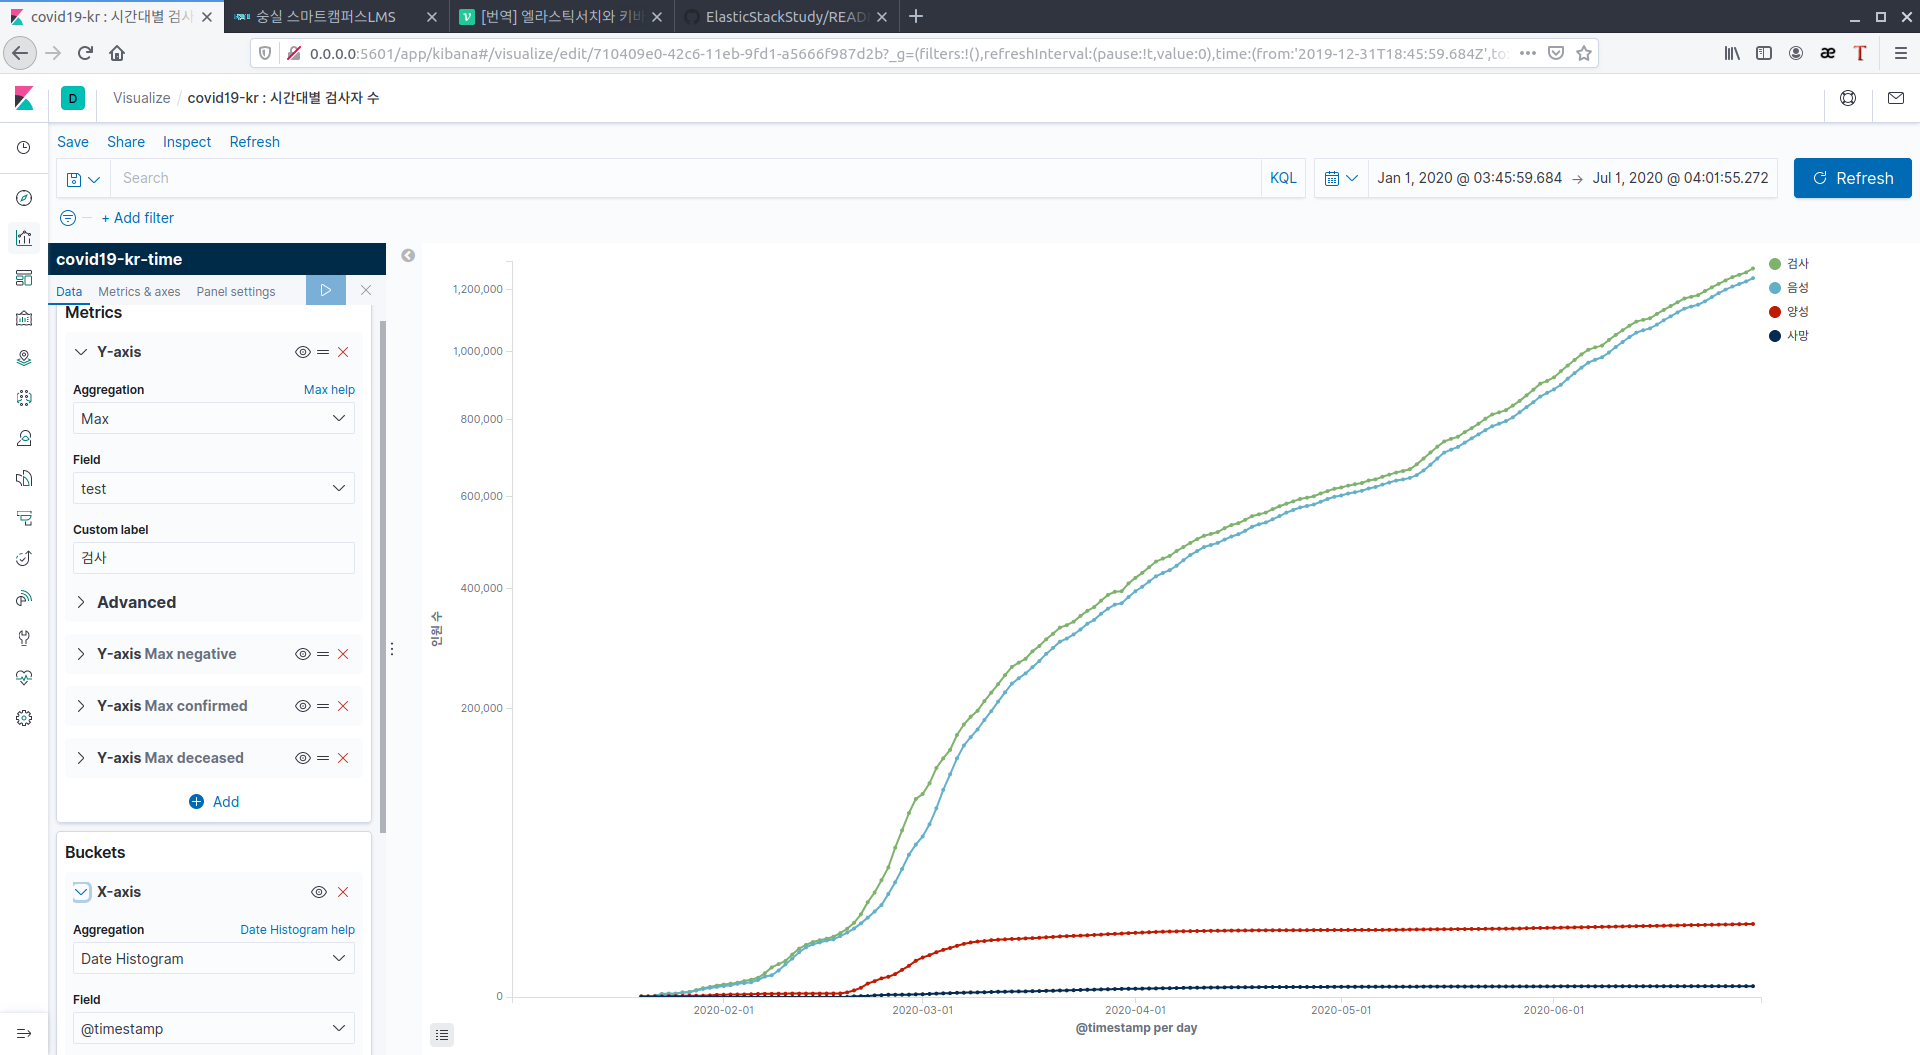 covid19-kr : 시간대별 검사
숭실 스마트캠퍼스LMS
[번역] 엘라스틱서치와 키바
ElasticStackStudy/READ
0.0.0.0:5601/app/kibana#/visualize/edit/710409e0-42c6-11eb-9fd1-a5666f987d2b?_g=(filters:!(),refreshInterval:(pause:!t,value:0),time:(from:'2019-12-31T18:45:59.684Z',to:
D
Visualize / covid19-kr : 시간대별 검사자 수
Save Share Inspect Refresh
Search
KQL
Jan 1, 2020 @ 03:45:59.684 → Jul 1, 2020 @ 04:01:55.272
Refresh
+ Add filter
covid19-kr-time
Data Metrics & axes Panel settings
Metrics
Y-axis
Aggregation Max help
Max
Field
test
Custom label
검사
Advanced
Y-axis Max negative
Y-axis Max confirmed
Y-axis Max deceased
Add
Buckets
X-axis
Aggregation Date Histogram help
Date Histogram
Field
@timestamp
인원 수
1,200,000
1,000,000
800,000
600,000
400,000
200,000
0
2020-02-01 2020-03-01 2020-04-01 2020-05-01 2020-06-01
@timestamp per day
검사
음성
양성
사망